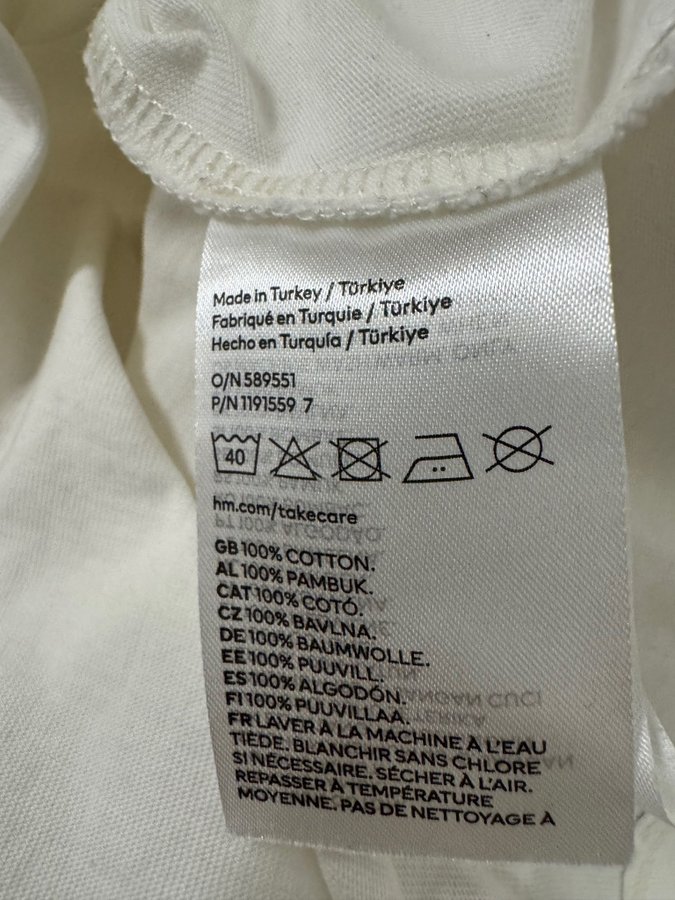 Made in Turkey / Türkiye
Fabriqué en Turquie / Türkiye
Hecho en Turquía / Türkiye
O/N 589551
P/N 1191559 7
40
hm.com/takecare
GB 100% COTTON.
AL 100% PAMBUK.
CAT 100% COTÓ.
CZ 100% BAVLNA.
DE 100% BAUMWOLLE.
EE 100% PUUVILL.
ES 100% ALGODÓN.
FI 100% PUUVILLAA.
FR LAVER À LA MACHINE À L'EAU
TIÈDE. BLANCHIR SANS CHLORE
SI NÉCESSAIRE. SÉCHER À L'AIR.
REPASSER À TEMPÉRATURE
MOYENNE. PAS DE NETTOYAGE À